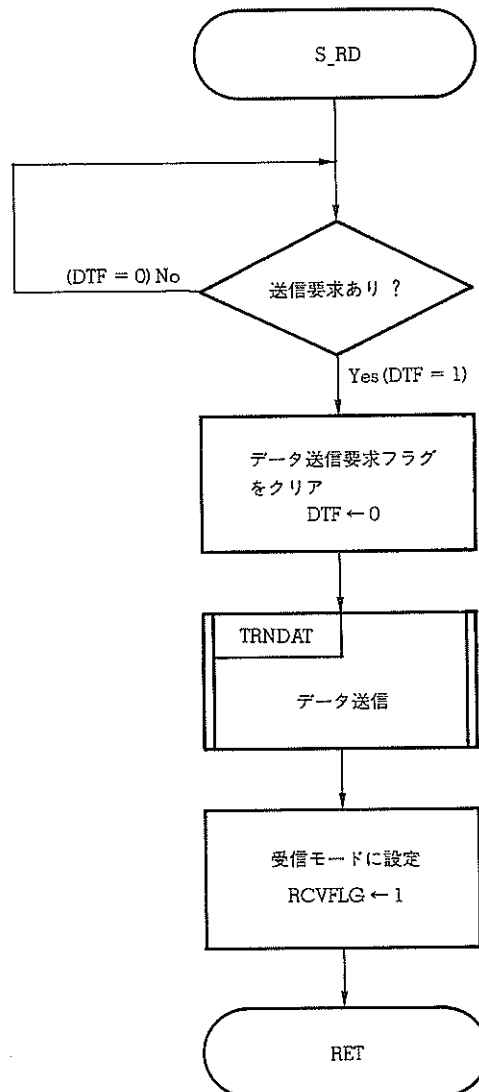 S_RD
(DTF = 0) No
送信要求あり ?
Yes (DTF = 1)
データ送信要求フラグ
をクリア
DTF ← 0
TRNDAT
データ送信
受信モードに設定
RCVFLG ← 1
RET